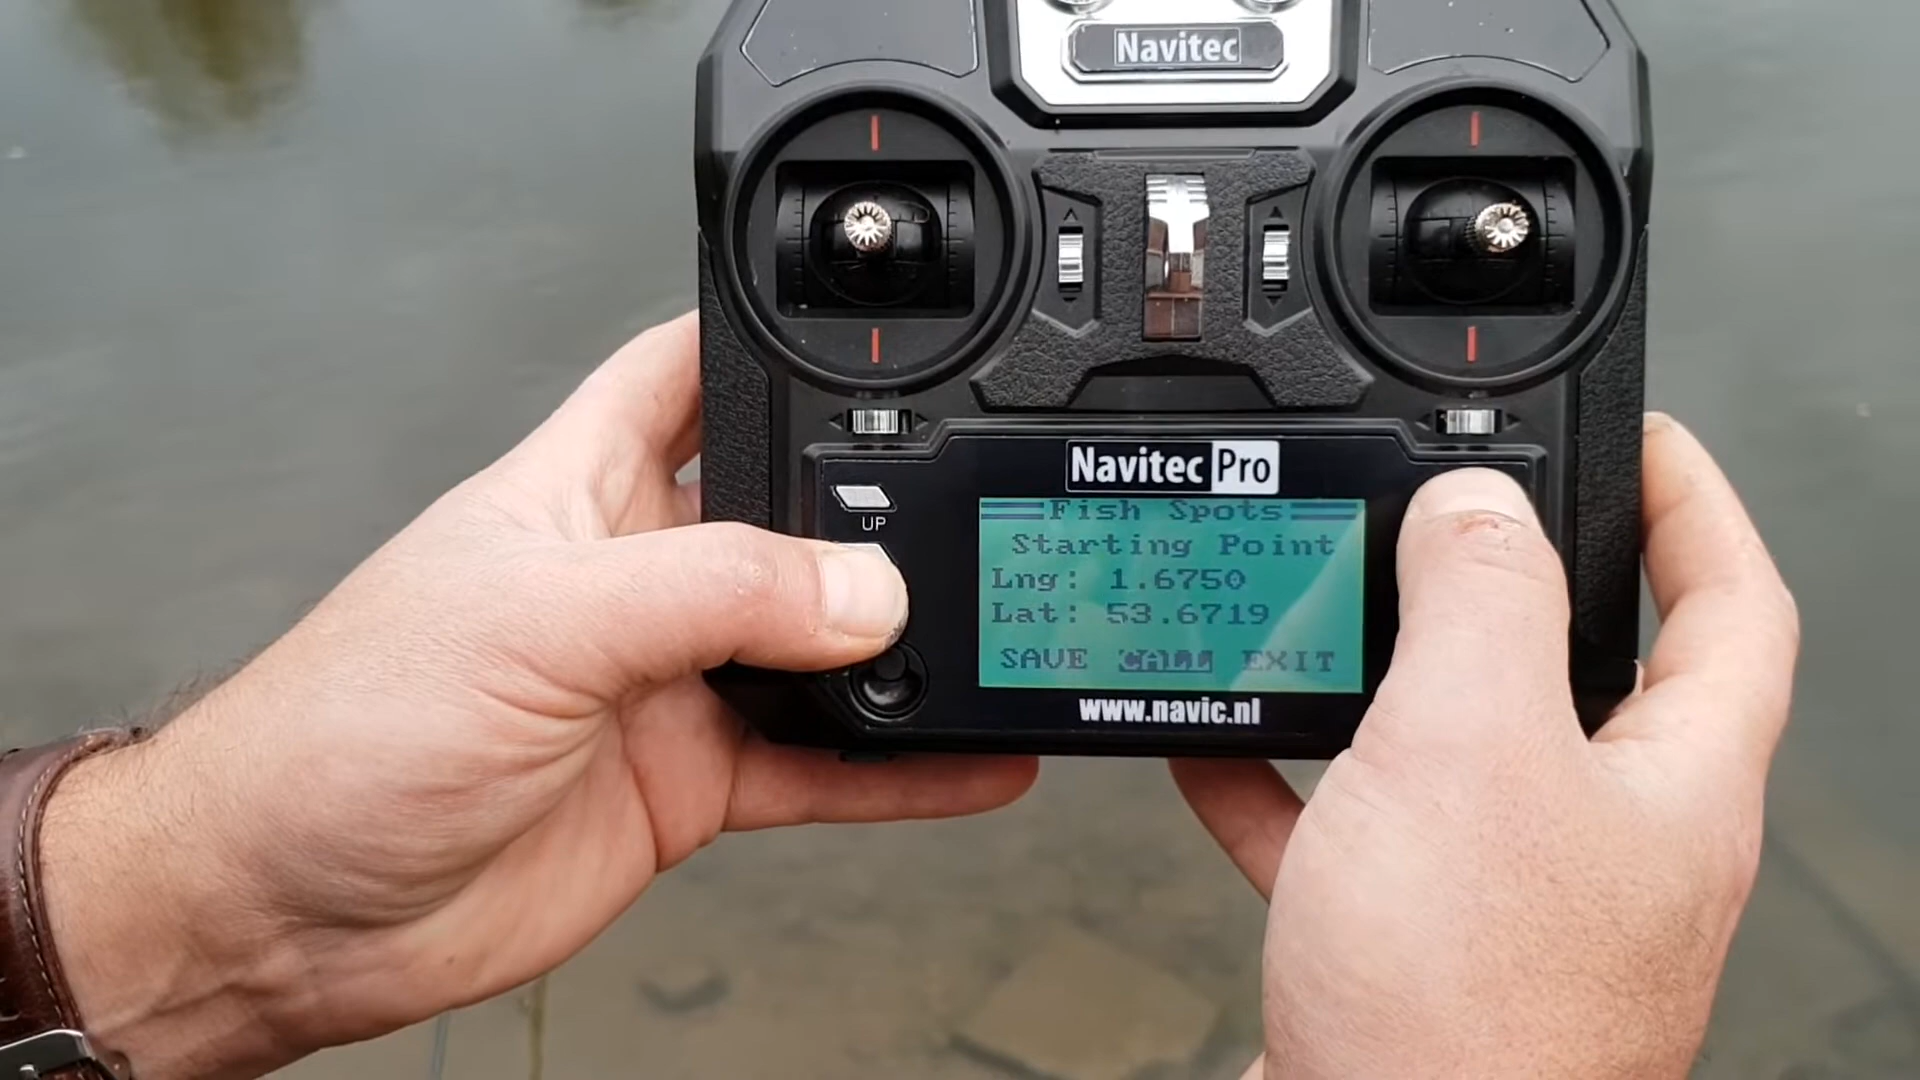 Navitec
Navitec Pro
UP
Fish Spots
Starting Point
Lng: 1.6750
Lat: 53.6719
SAVE CALL EXIT
www.navic.nl